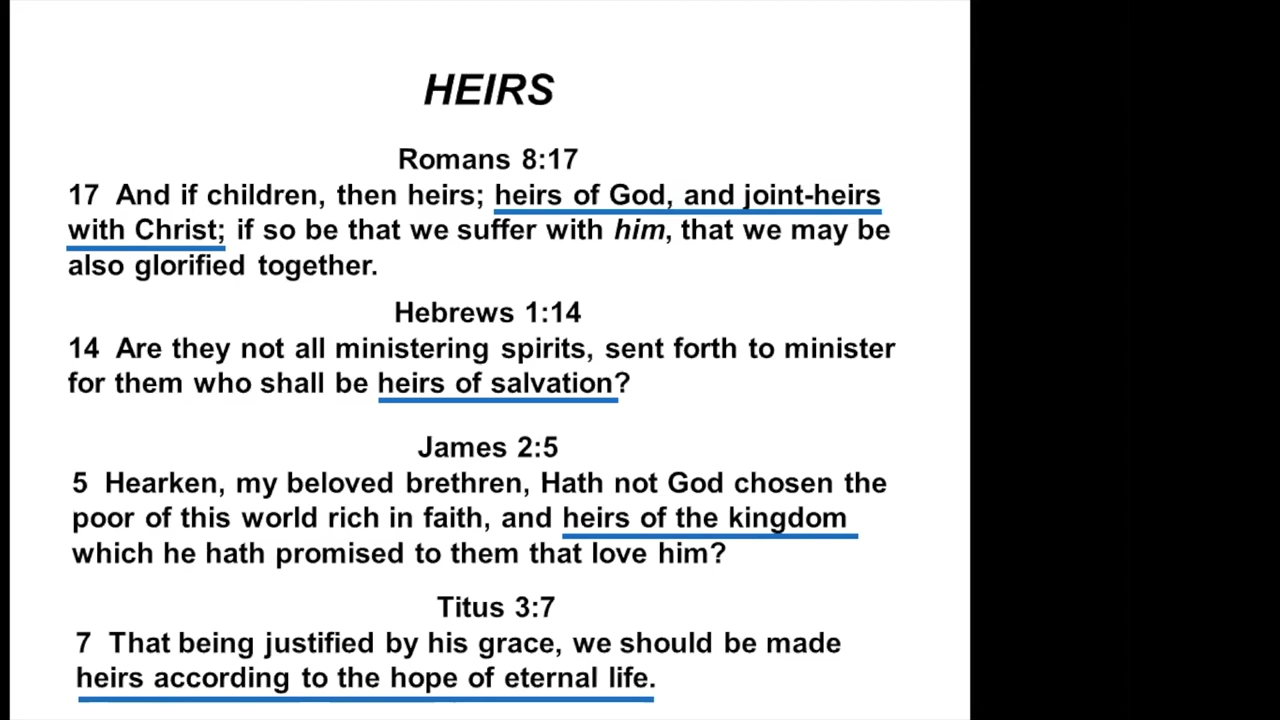 HEIRS
Romans 8:17
17 And if children, then heirs; heirs of God, and joint-heirs
with Christ; if so be that we suffer with him, that we may be
also glorified together.
Hebrews 1:14
14 Are they not all ministering spirits, sent forth to minister
for them who shall be heirs of salvation?
James 2:5
5 Hearken, my beloved brethren, Hath not God chosen the
poor of this world rich in faith, and heirs of the kingdom
which he hath promised to them that love him?
Titus 3:7
7 That being justified by his grace, we should be made
heirs according to the hope of eternal life.